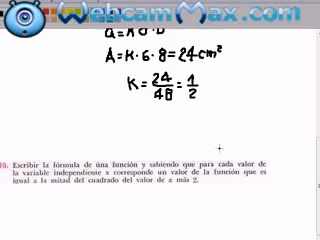 WebcamMax.com
A = K · 6 · 8 = 24 cm²
K = 24/48 = 1/2
10. Escribir la fórmula de una función y sabiendo que para cada valor de
la variable independiente x corresponde un valor de la función que es
igual a la mitad del cuadrado del valor de x más 2.